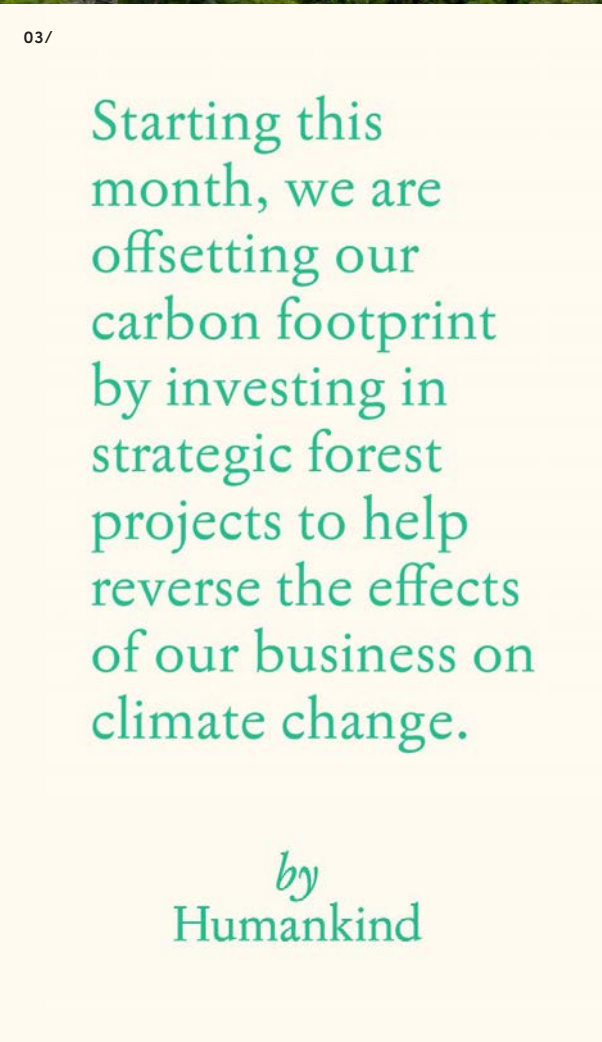 03/
Starting this
month, we are
offsetting our
carbon footprint
by investing in
strategic forest
projects to help
reverse the effects
of our business on
climate change.
by
Humankind